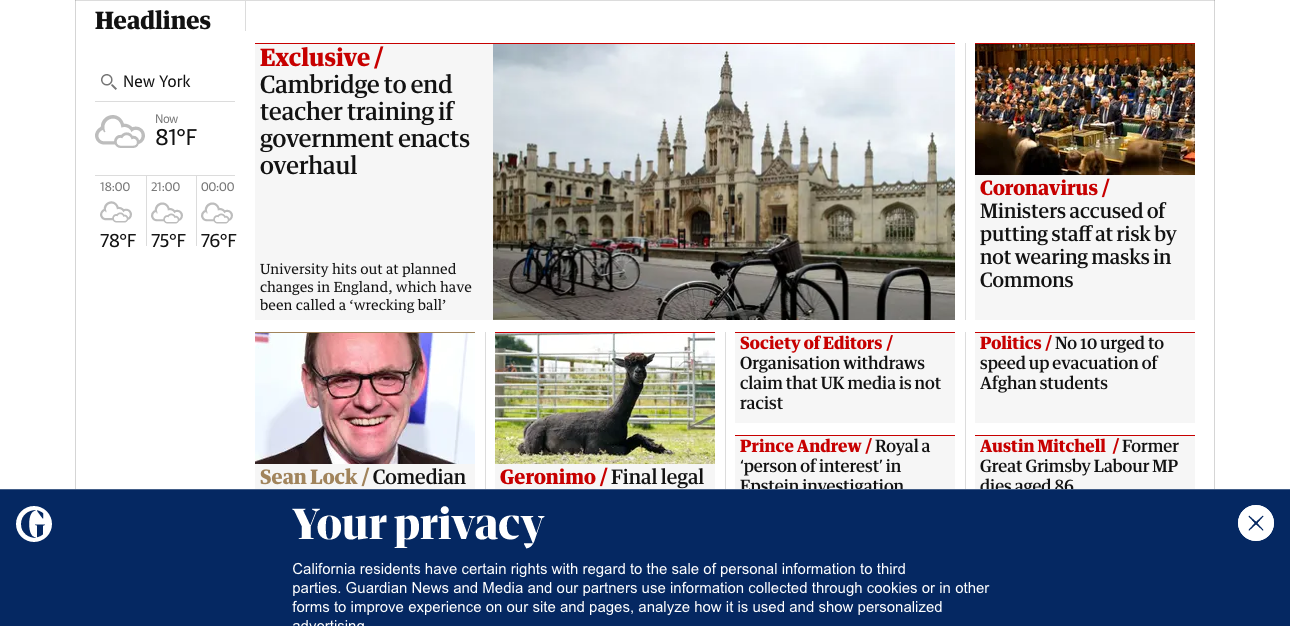 Headlines
New York
Now
81°F
18:00
21:00
00:00
78°F
75°F
76°F
Exclusive /
Cambridge to end
teacher training if
government enacts
overhaul
University hits out at planned
changes in England, which have
been called a ‘wrecking ball’
Coronavirus /
Ministers accused of
putting staff at risk by
not wearing masks in
Commons
Sean Lock / Comedian
Geronimo / Final legal
Society of Editors /
Organisation withdraws
claim that UK media is not
racist
Prince Andrew / Royal a
‘person of interest’ in
Epstein investigation
Politics / No 10 urged to
speed up evacuation of
Afghan students
Austin Mitchell / Former
Great Grimsby Labour MP
dies aged 86
G
Your privacy
California residents have certain rights with regard to the sale of personal information to third
parties. Guardian News and Media and our partners use information collected through cookies or in other
forms to improve experience on our site and pages, analyze how it is used and show personalized
advertising.